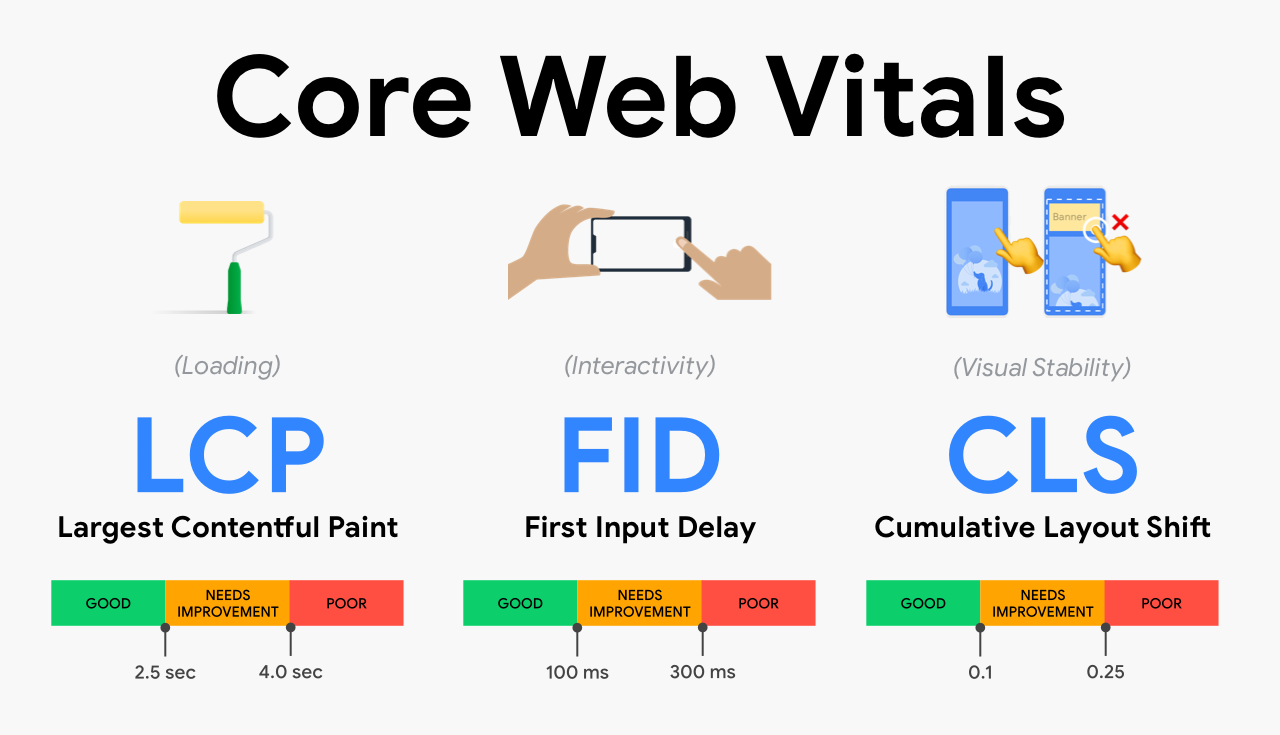 Core Web Vitals
Banner
(Loading)
(Interactivity)
(Visual Stability)
LCP
FID
CLS
Largest Contentful Paint
First Input Delay
Cumulative Layout Shift
GOOD
NEEDS
IMPROVEMENT
POOR
GOOD
NEEDS
IMPROVEMENT
POOR
GOOD
NEEDS
IMPROVEMENT
POOR
2.5 sec
4.0 sec
100 ms
300 ms
0.1
0.25